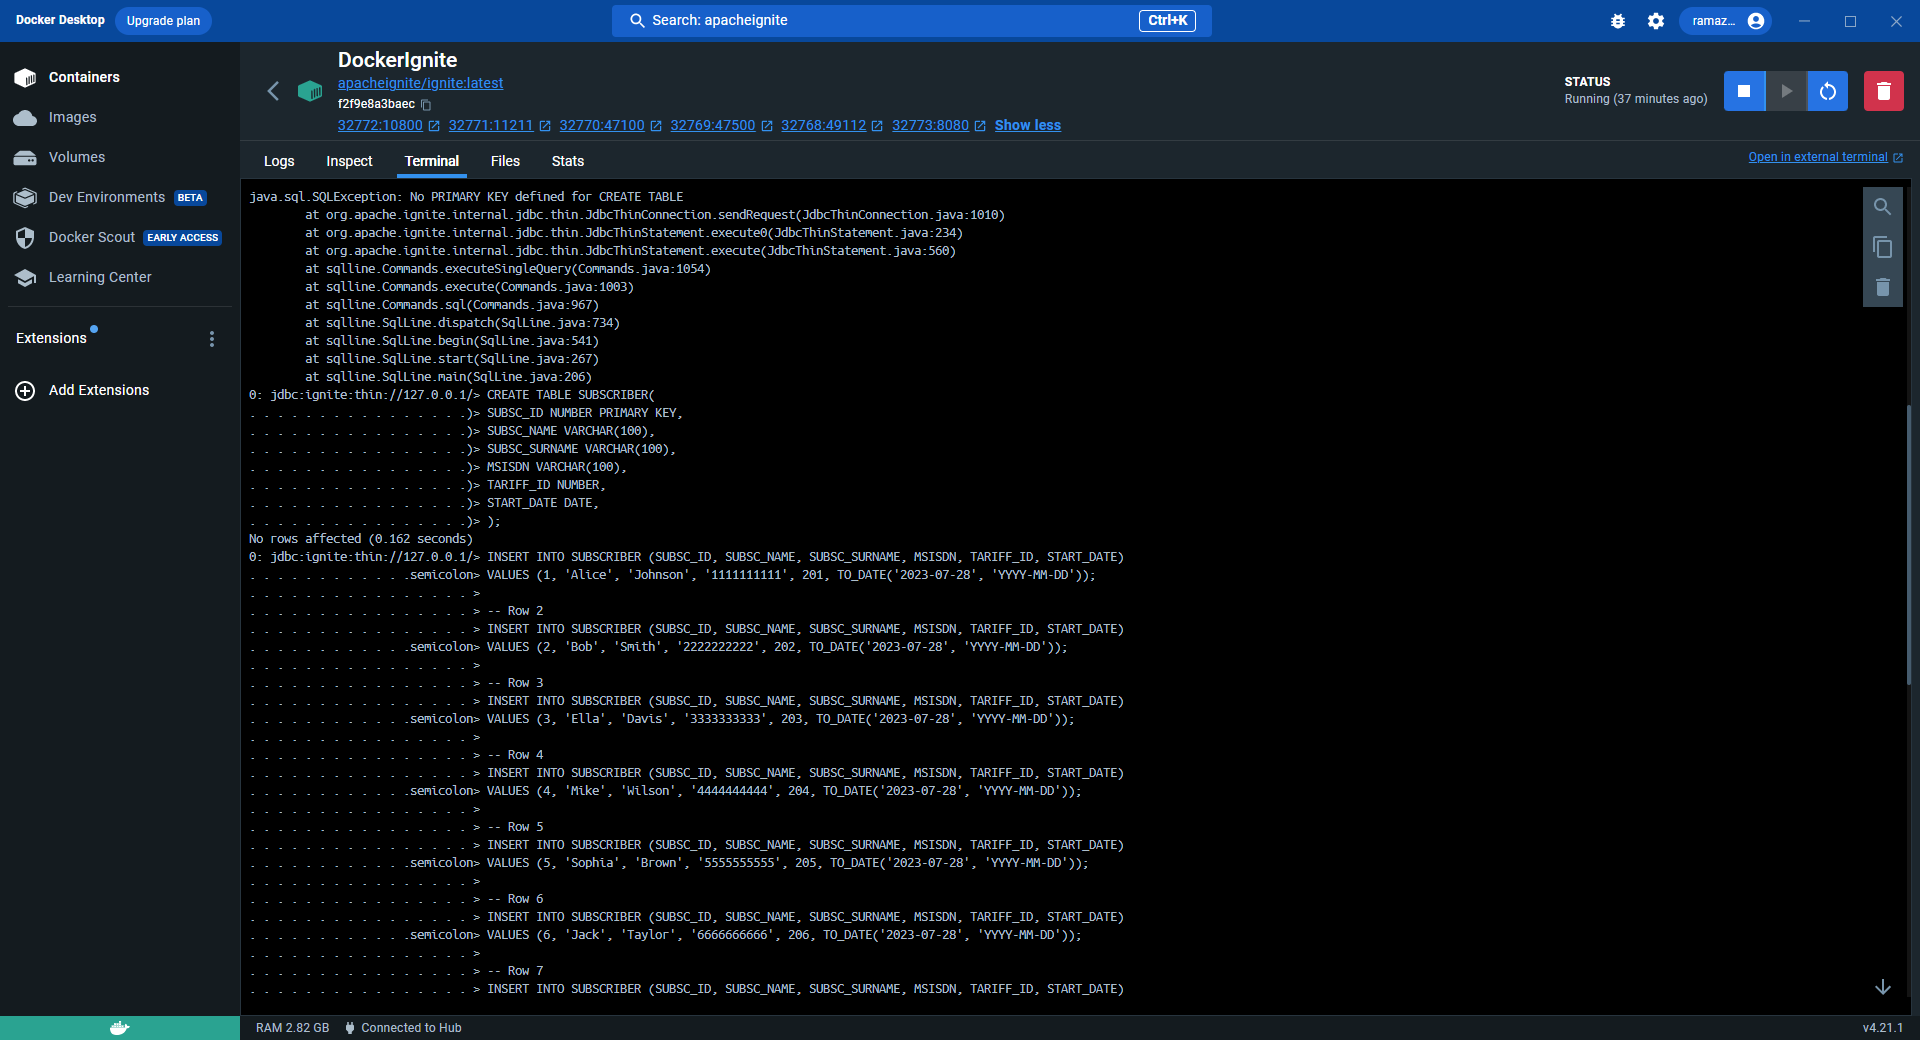 Docker Desktop
Upgrade plan
Search: apacheignite
Ctrl+K
ramaz...
Containers
Images
Volumes
Dev Environments BETA
Docker Scout EARLY ACCESS
Learning Center
Extensions
Add Extensions
DockerIgnite
apacheignite/ignite:latest
f2f9e8a3baec
32772:10800 32771:11211 32770:47100 32769:47500 32768:49112 32773:8080 Show less
STATUS
Running (37 minutes ago)
Logs Inspect Terminal Files Stats
Open in external terminal
java.sql.SQLException: No PRIMARY KEY defined for CREATE TABLE
at org.apache.ignite.internal.jdbc.thin.JdbcThinConnection.sendRequest(JdbcThinConnection.java:1010)
at org.apache.ignite.internal.jdbc.thin.JdbcThinStatement.execute0(JdbcThinStatement.java:234)
at org.apache.ignite.internal.jdbc.thin.JdbcThinStatement.execute(JdbcThinStatement.java:560)
at sqlline.Commands.executeSingleQuery(Commands.java:1054)
at sqlline.Commands.execute(Commands.java:1003)
at sqlline.Commands.sql(Commands.java:967)
at sqlline.SqlLine.dispatch(SqlLine.java:734)
at sqlline.SqlLine.begin(SqlLine.java:541)
at sqlline.SqlLine.start(SqlLine.java:267)
at sqlline.SqlLine.main(SqlLine.java:206)
0: jdbc:ignite:thin://127.0.0.1/> CREATE TABLE SUBSCRIBER(
. . . . . . . . . . . . . . . .)> SUBSC_ID NUMBER PRIMARY KEY,
. . . . . . . . . . . . . . . .)> SUBSC_NAME VARCHAR(100),
. . . . . . . . . . . . . . . .)> SUBSC_SURNAME VARCHAR(100),
. . . . . . . . . . . . . . . .)> MSISDN VARCHAR(100),
. . . . . . . . . . . . . . . .)> TARIFF_ID NUMBER,
. . . . . . . . . . . . . . . .)> START_DATE DATE,
. . . . . . . . . . . . . . . .)> );
No rows affected (0.162 seconds)
0: jdbc:ignite:thin://127.0.0.1/> INSERT INTO SUBSCRIBER (SUBSC_ID, SUBSC_NAME, SUBSC_SURNAME, MSISDN, TARIFF_ID, START_DATE)
. . . . . . . . . . . .semicolon> VALUES (1, 'Alice', 'Johnson', '1111111111', 201, TO_DATE('2023-07-28', 'YYYY-MM-DD'));
. . . . . . . . . . . . . . . . >
. . . . . . . . . . . . . . . . > -- Row 2
. . . . . . . . . . . . . . . . > INSERT INTO SUBSCRIBER (SUBSC_ID, SUBSC_NAME, SUBSC_SURNAME, MSISDN, TARIFF_ID, START_DATE)
. . . . . . . . . . . .semicolon> VALUES (2, 'Bob', 'Smith', '2222222222', 202, TO_DATE('2023-07-28', 'YYYY-MM-DD'));
. . . . . . . . . . . . . . . . >
. . . . . . . . . . . . . . . . > -- Row 3
. . . . . . . . . . . . . . . . > INSERT INTO SUBSCRIBER (SUBSC_ID, SUBSC_NAME, SUBSC_SURNAME, MSISDN, TARIFF_ID, START_DATE)
. . . . . . . . . . . .semicolon> VALUES (3, 'Ella', 'Davis', '3333333333', 203, TO_DATE('2023-07-28', 'YYYY-MM-DD'));
. . . . . . . . . . . . . . . . >
. . . . . . . . . . . . . . . . > -- Row 4
. . . . . . . . . . . . . . . . > INSERT INTO SUBSCRIBER (SUBSC_ID, SUBSC_NAME, SUBSC_SURNAME, MSISDN, TARIFF_ID, START_DATE)
. . . . . . . . . . . .semicolon> VALUES (4, 'Mike', 'Wilson', '4444444444', 204, TO_DATE('2023-07-28', 'YYYY-MM-DD'));
. . . . . . . . . . . . . . . . >
. . . . . . . . . . . . . . . . > -- Row 5
. . . . . . . . . . . . . . . . > INSERT INTO SUBSCRIBER (SUBSC_ID, SUBSC_NAME, SUBSC_SURNAME, MSISDN, TARIFF_ID, START_DATE)
. . . . . . . . . . . .semicolon> VALUES (5, 'Sophia', 'Brown', '5555555555', 205, TO_DATE('2023-07-28', 'YYYY-MM-DD'));
. . . . . . . . . . . . . . . . >
. . . . . . . . . . . . . . . . > -- Row 6
. . . . . . . . . . . . . . . . > INSERT INTO SUBSCRIBER (SUBSC_ID, SUBSC_NAME, SUBSC_SURNAME, MSISDN, TARIFF_ID, START_DATE)
. . . . . . . . . . . .semicolon> VALUES (6, 'Jack', 'Taylor', '6666666666', 206, TO_DATE('2023-07-28', 'YYYY-MM-DD'));
. . . . . . . . . . . . . . . . >
. . . . . . . . . . . . . . . . > -- Row 7
. . . . . . . . . . . . . . . . > INSERT INTO SUBSCRIBER (SUBSC_ID, SUBSC_NAME, SUBSC_SURNAME, MSISDN, TARIFF_ID, START_DATE)
RAM 2.82 GB Connected to Hub
v4.21.1